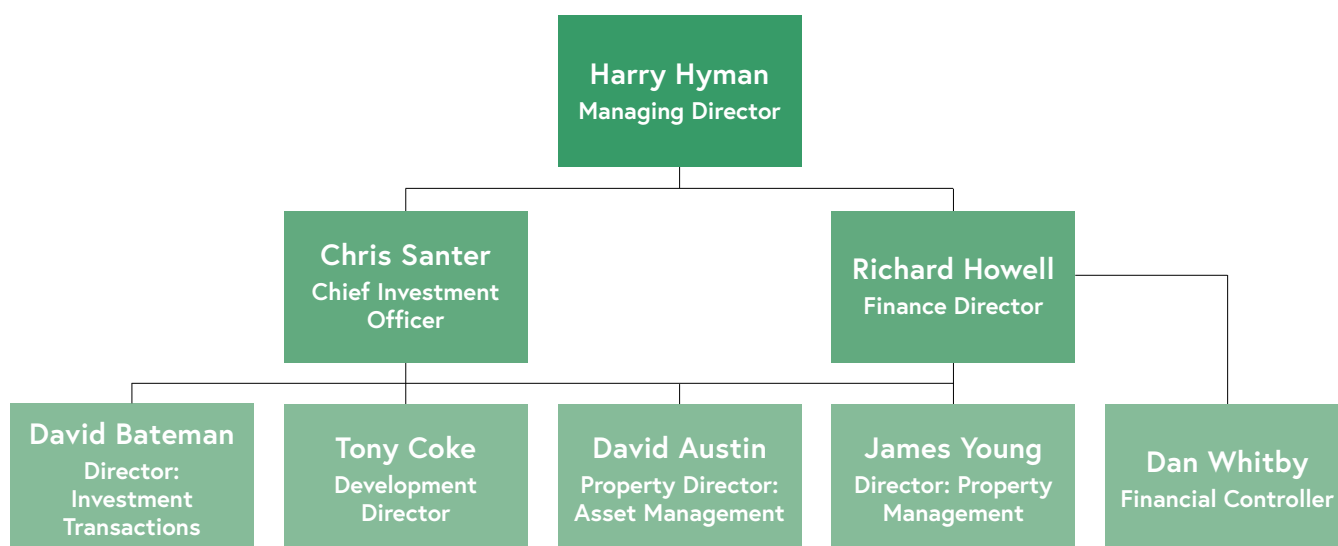 Harry Hyman
Managing Director
Chris Santer
Chief Investment
Officer
Richard Howell
Finance Director
David Bateman
Director:
Investment
Transactions
Tony Coke
Development
Director
David Austin
Property Director:
Asset Management
James Young
Director: Property
Management
Dan Whitby
Financial Controller